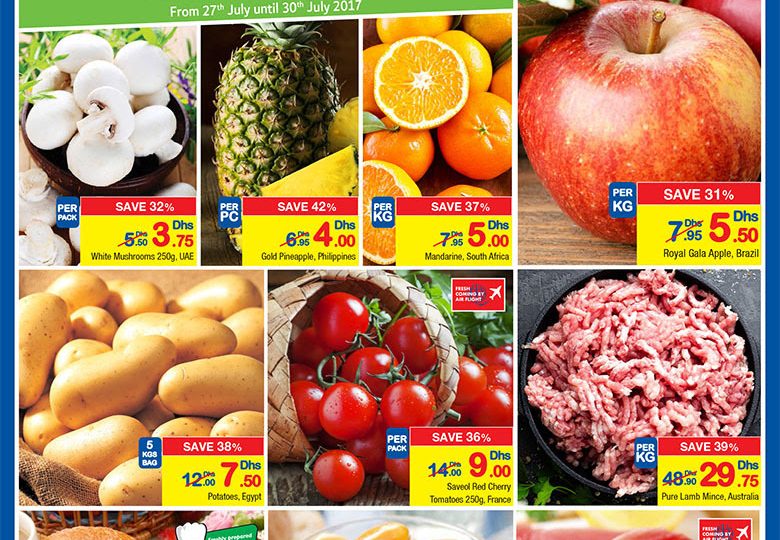 From 27th July until 30th July 2017
PER PACK
SAVE 32%
Dhs 5.50 3.75 Dhs
White Mushrooms 250g, UAE
PER PC
SAVE 42%
Dhs 6.95 4.00 Dhs
Gold Pineapple, Philippines
PER KG
SAVE 37%
Dhs 7.95 5.00 Dhs
Mandarine, South Africa
PER KG
SAVE 31%
Dhs 7.95 5.50 Dhs
Royal Gala Apple, Brazil
5 KGS BAG
SAVE 38%
Dhs 12.00 7.50 Dhs
Potatoes, Egypt
FRESH
COMING BY
AIR FLIGHT
PER PACK
SAVE 36%
Dhs 14.00 9.00 Dhs
Saveol Red Cherry
Tomatoes 250g, France
PER KG
SAVE 39%
Dhs 48.90 29.75 Dhs
Pure Lamb Mince, Australia
Freshly prepared
FRESH
COMING BY
AIR FLIGHT